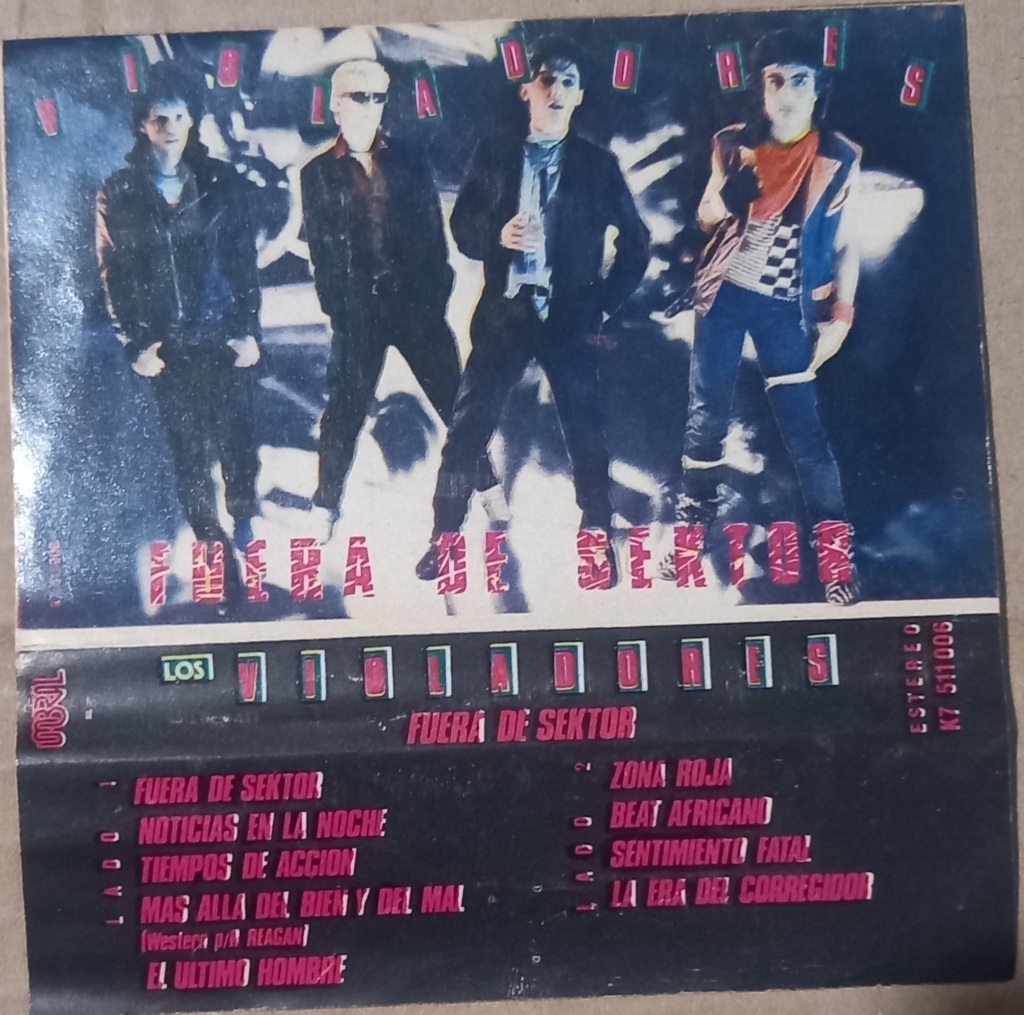 VIOLADORES
FUERA DE SEKTOR
LOS VIOLADORES
FUERA DE SEKTOR
ESTEREO
K7 511006
LADO 1
FUERA DE SEKTOR
NOTICIAS EN LA NOCHE
TIEMPOS DE ACCION
MAS ALLA DEL BIEN Y DEL MAL
(Western p/R REAGAN)
EL ULTIMO HOMBRE
LADO 2
ZONA ROJA
BEAT AFRICANO
SENTIMIENTO FATAL
LA ERA DEL CORREGIDOR